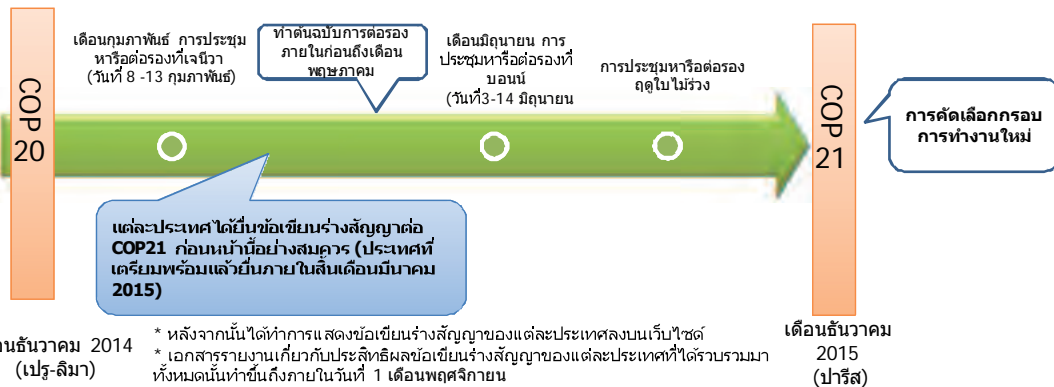 COP 20
เดือนกุมภาพันธ์ การประชุม
หารือต่อรองที่เจนีวา
(วันที่ 8 -13 กุมภาพันธ์)
ทำต้นฉบับการต่อรอง
ภายในก่อนถึงเดือน
พฤษภาคม
เดือนมิถุนายน การ
ประชุมหารือต่อรองที่
บอนน์
(วันที่3-14 มิถุนายน
การประชุมหารือต่อรอง
ฤดูใบไม้ร่วง
COP 21
การคัดเลือกกรอบ
การทำงานใหม่
แต่ละประเทศได้ยื่นข้อเขียนร่างสัญญาต่อ
COP21 ก่อนหน้านี้อย่างสมควร (ประเทศที่
เตรียมพร้อมแล้วยื่นภายในสิ้นเดือนมีนาคม
2015)
นธันวาคม 2014
(เปรู-ลิมา)
* หลังจากนั้นได้ทำการแสดงข้อเขียนร่างสัญญาของแต่ละประเทศลงบนเว็บไซด์
* เอกสารรายงานเกี่ยวกับประสิทธิผลข้อเขียนร่างสัญญาของแต่ละประเทศที่ได้รวบรวมมา
ทั้งหมดนั้นทำขึ้นถึงภายในวันที่ 1 เดือนพฤศจิกายน
เดือนธันวาคม
2015
(ปารีส)